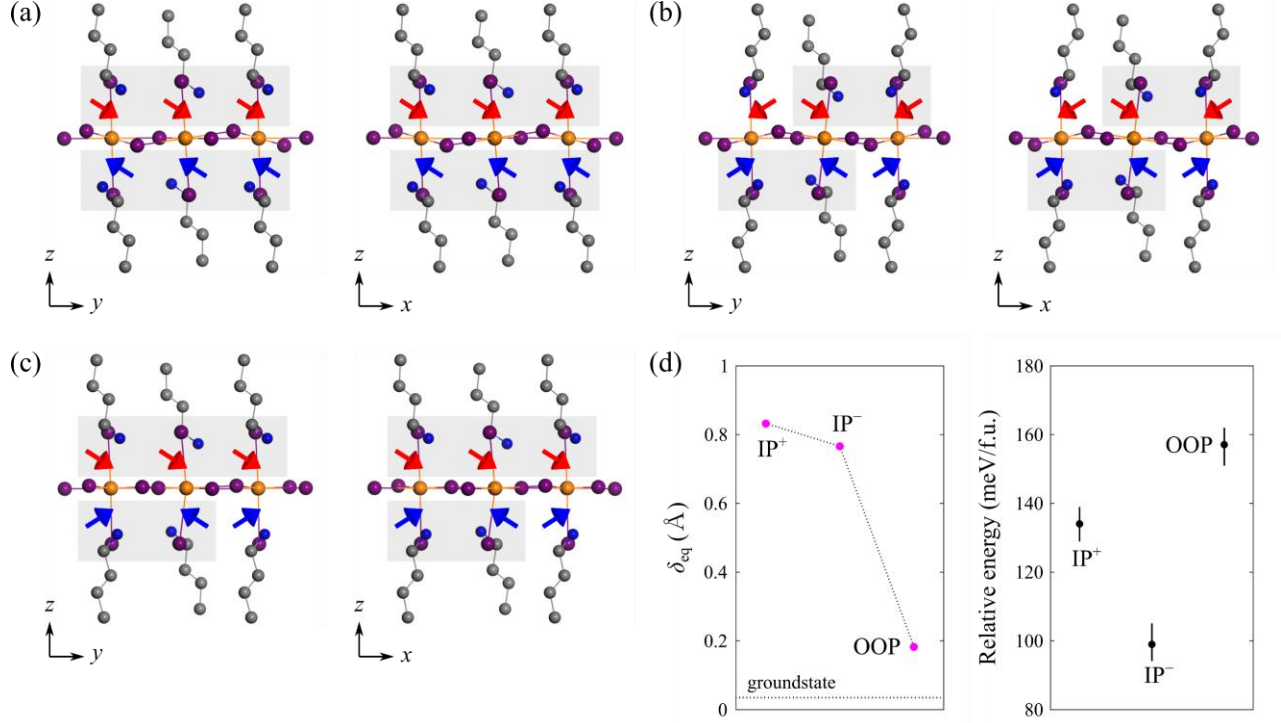 (a)
z
y
z
x
(b)
z
y
z
x
(c)
z
y
z
x
(d)
1
0.8
0.6
0.4
0.2
0
δeq (Å)
IP⁺
IP⁻
OOP
groundstate
180
160
140
120
100
80
Relative energy (meV/f.u.)
OOP
IP⁺
IP⁻